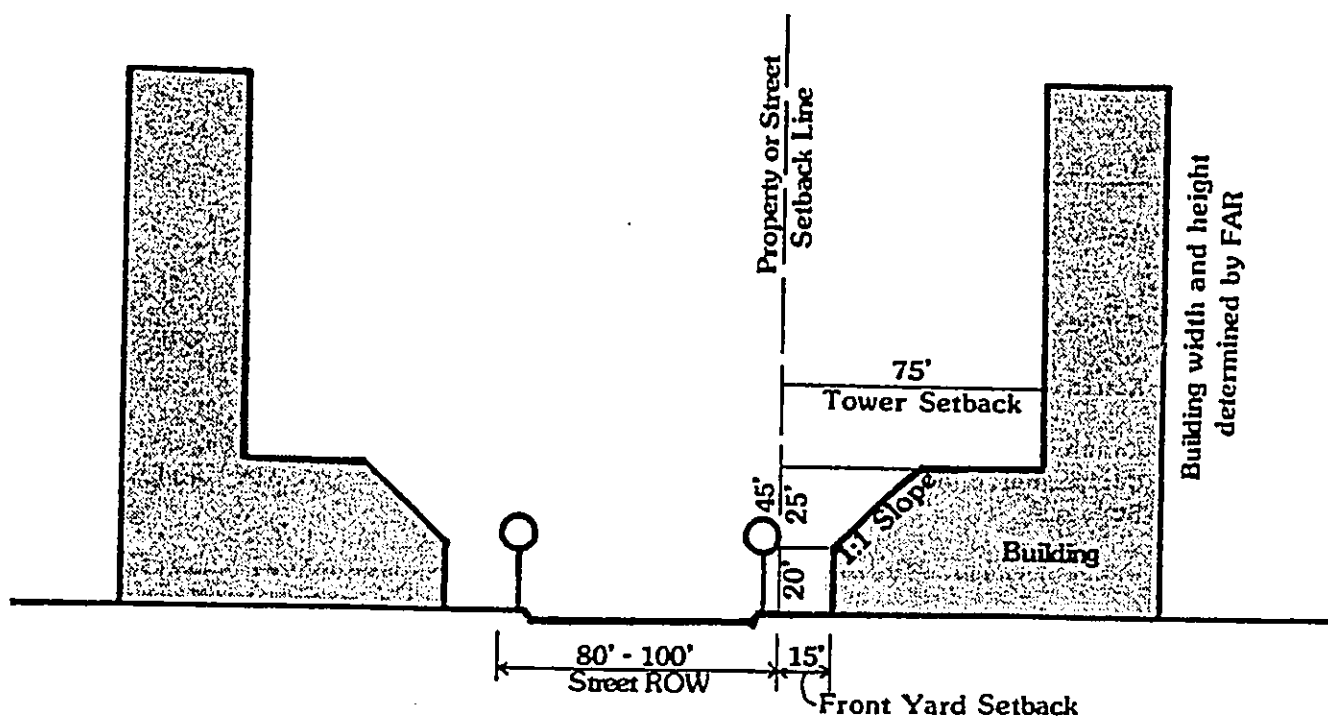 Property or Street
Setback Line
Building width and height
determined by FAR
75'
Tower Setback
45'
25'
1:1 Slope
20'
Building
80' - 100'
Street ROW
15'
Front Yard Setback